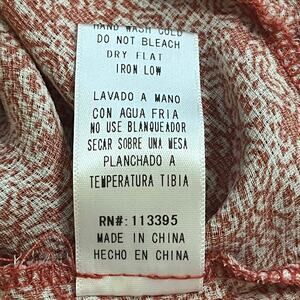 HAND WASH COLD
DO NOT BLEACH
DRY FLAT
IRON LOW
LAVADO A MANO
CON AGUA FRIA
NO USE BLANQUEADOR
SECAR SOBRE UNA MESA
PLANCHADO A
TEMPERATURA TIBIA
RN#: 113395
MADE IN CHINA
HECHO EN CHINA